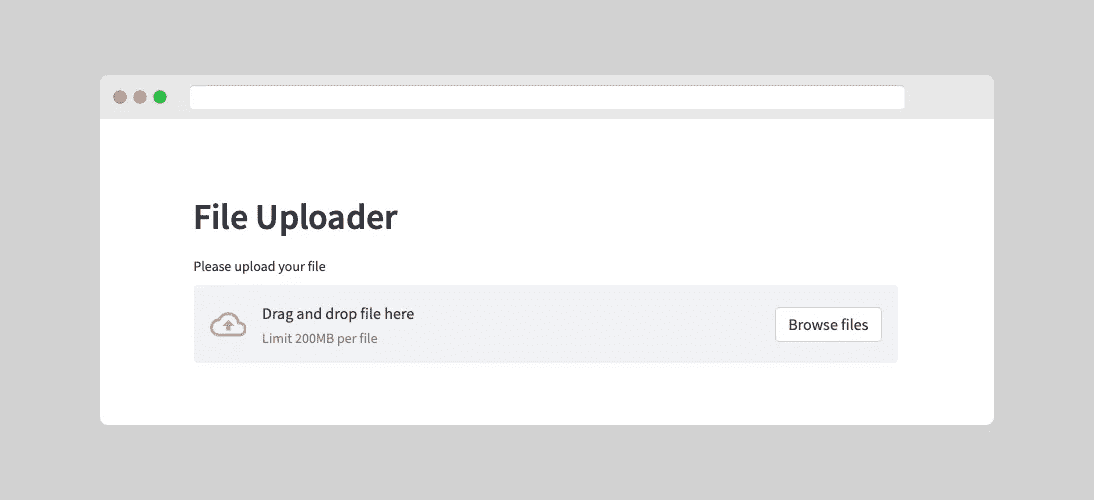 File Uploader
Please upload your file
Drag and drop file here
Limit 200MB per file
Browse files